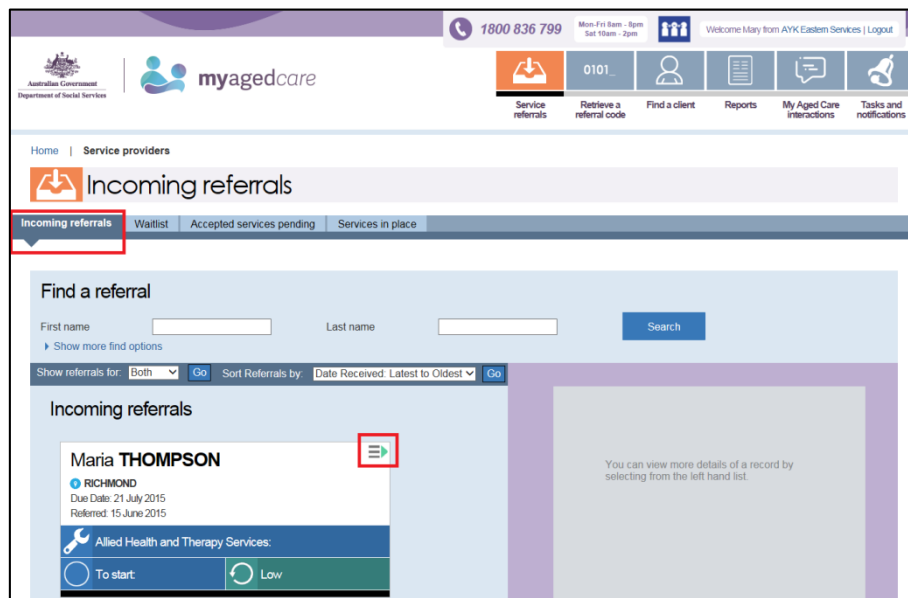 1800 836 799
Mon-Fri 8am - 8pm
Sat 10am - 2pm
Welcome Mary from AYK Eastern Services | Logout
Australian Government
Department of Social Services
myagedcare
0101_
Service referrals
Retrieve a referral code
Find a client
Reports
My Aged Care interactions
Tasks and notifications
Home | Service providers
Incoming referrals
Incoming referrals Waitlist Accepted services pending Services in place
Find a referral
First name Last name Search
Show more find options
Show referrals for: Both Go Sort Referrals by: Date Received: Latest to Oldest Go
Incoming referrals
Maria THOMPSON
RICHMOND
Due Date: 21 July 2015
Referred: 15 June 2015
Allied Health and Therapy Services:
To start: Low
You can view more details of a record by
selecting from the left hand list.